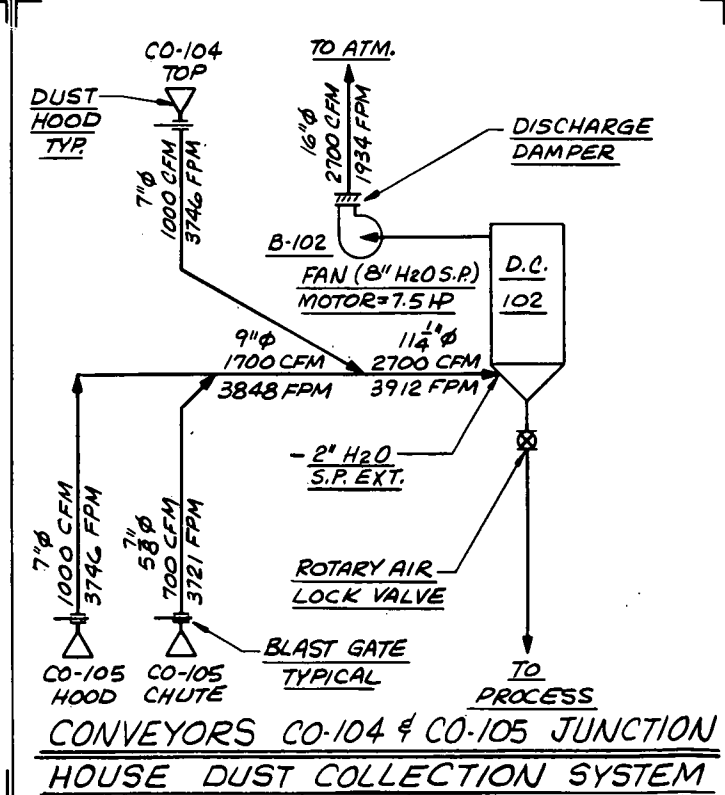 CO-104
TOP
DUST
HOOD
TYP.
7"φ
1000 CFM
3746 FPM
TO ATM.
16"φ
2700 CFM
1934 FPM
DISCHARGE
DAMPER
B-102
FAN (8" H2O S.P.)
MOTOR=7.5 HP
D.C.
102
9"φ
1700 CFM
3848 FPM
11 1/4"φ
2700 CFM
3912 FPM
- 2" H2O
S.P. EXT.
7"φ
1000 CFM
3746 FPM
5 7/8"φ
700 CFM
3721 FPM
ROTARY AIR
LOCK VALVE
BLAST GATE
TYPICAL
CO-105
HOOD
CO-105
CHUTE
TO
PROCESS
CONVEYORS CO-104 & CO-105 JUNCTION
HOUSE DUST COLLECTION SYSTEM